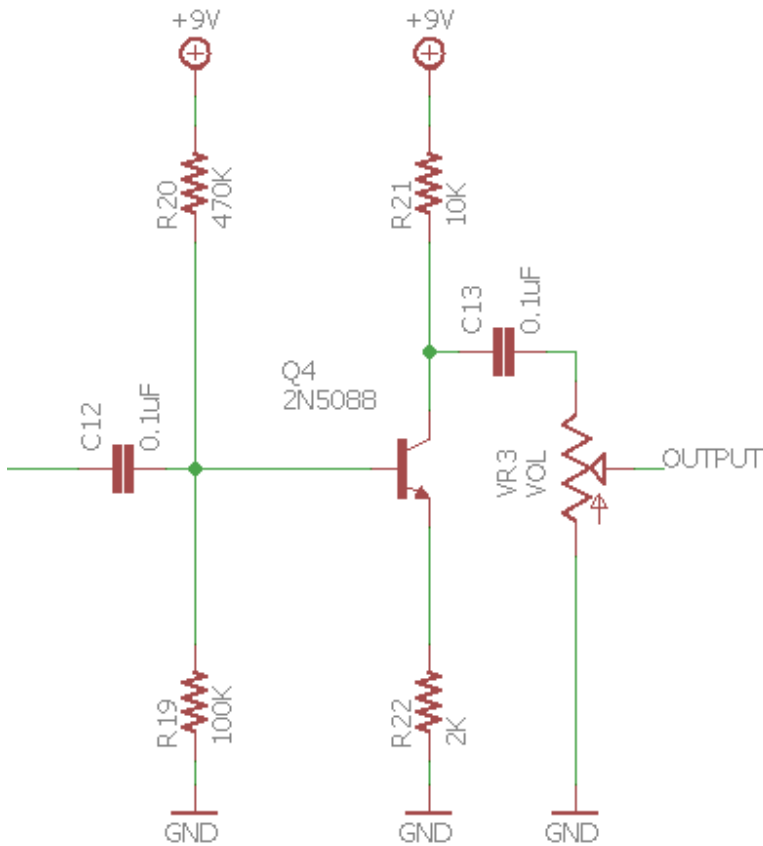 +9V
+9V
R20
470K
R21
10K
C13
0.1uF
Q4
2N5088
C12
0.1uF
VR3
VOL
OUTPUT
R19
100K
R22
2K
GND
GND
GND